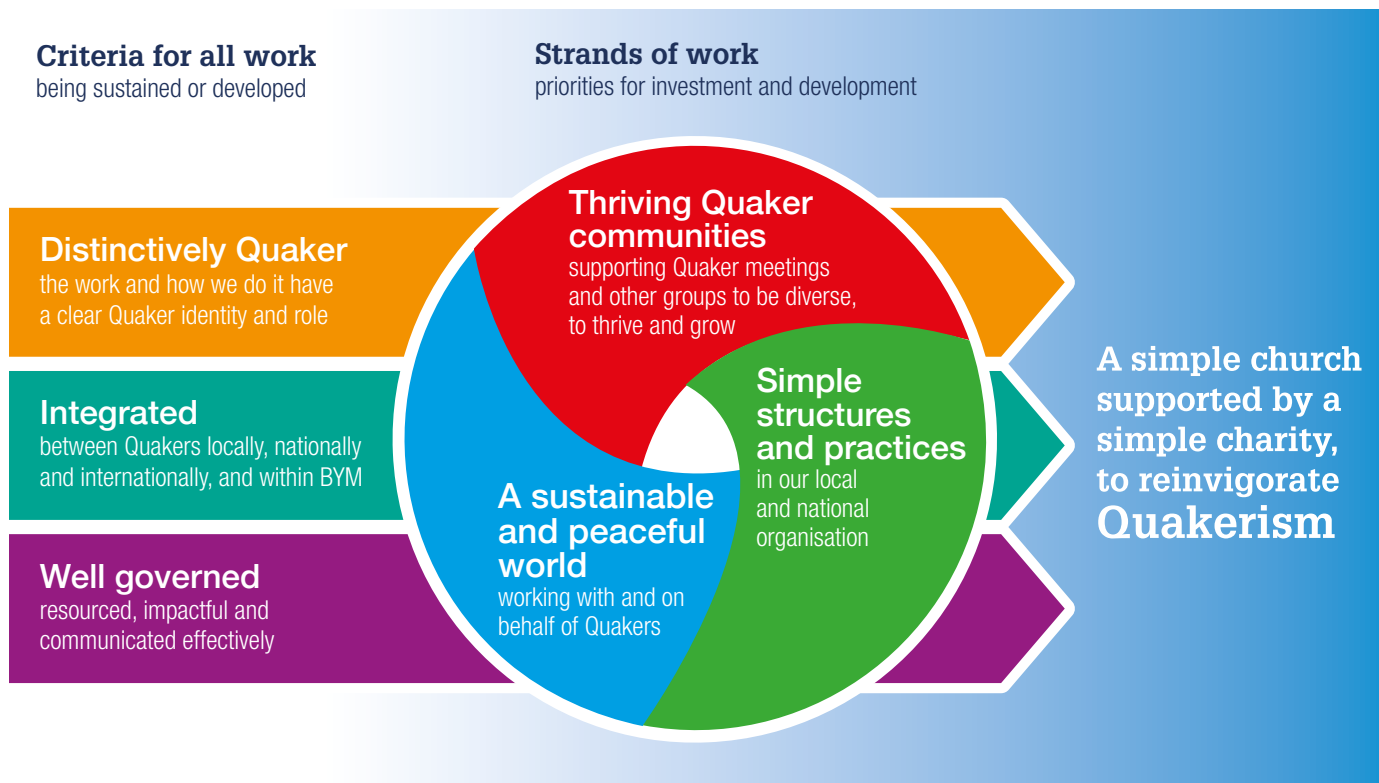 Criteria for all work
being sustained or developed
Strands of work
priorities for investment and development
Distinctively Quaker
the work and how we do it have
a clear Quaker identity and role
Integrated
between Quakers locally, nationally
and internationally, and within BYM
Well governed
resourced, impactful and
communicated effectively
Thriving Quaker
communities
supporting Quaker meetings
and other groups to be diverse,
to thrive and grow
Simple
structures
and practices
in our local
and national
organisation
A sustainable
and peaceful
world
working with and on
behalf of Quakers
A simple church
supported by a
simple charity,
to reinvigorate
Quakerism